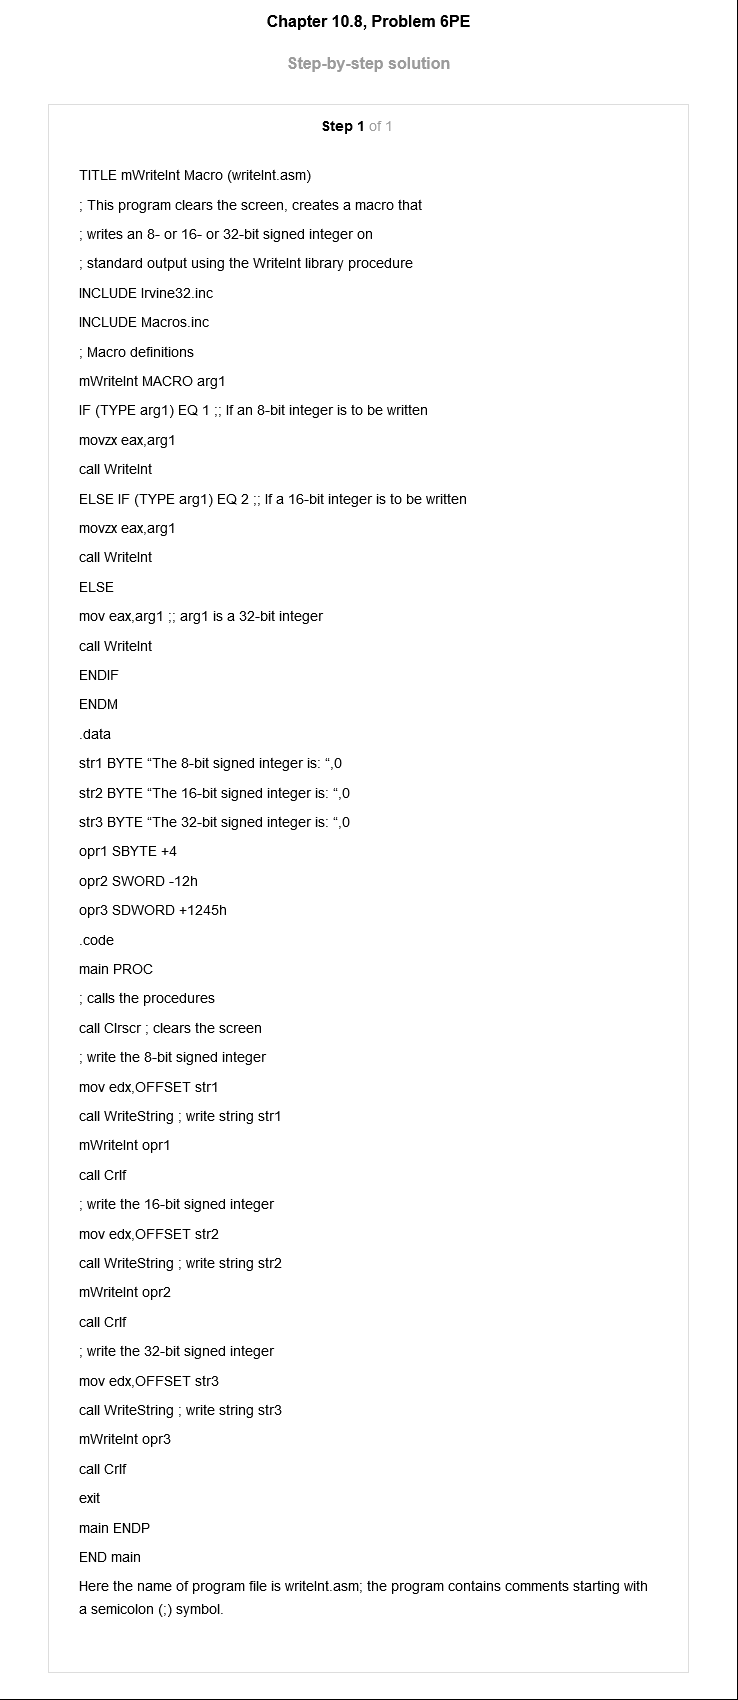 Chapter 10.8, Problem 6PE
Step-by-step solution
Step 1 of 1
TITLE mWriteInt Macro (writeInt.asm)
; This program clears the screen, creates a macro that
; writes an 8- or 16- or 32-bit signed integer on
; standard output using the WriteInt library procedure
INCLUDE Irvine32.inc
INCLUDE Macros.inc
; Macro definitions
mWriteInt MACRO arg1
IF (TYPE arg1) EQ 1 ;; If an 8-bit integer is to be written
movzx eax,arg1
call WriteInt
ELSE IF (TYPE arg1) EQ 2 ;; If a 16-bit integer is to be written
movzx eax,arg1
call WriteInt
ELSE
mov eax,arg1 ;; arg1 is a 32-bit integer
call WriteInt
ENDIF
ENDM
.data
str1 BYTE “The 8-bit signed integer is: “,0
str2 BYTE “The 16-bit signed integer is: “,0
str3 BYTE “The 32-bit signed integer is: “,0
opr1 SBYTE +4
opr2 SWORD -12h
opr3 SDWORD +1245h
.code
main PROC
; calls the procedures
call Clrscr ; clears the screen
; write the 8-bit signed integer
mov edx,OFFSET str1
call WriteString ; write string str1
mWriteInt opr1
call Crlf
; write the 16-bit signed integer
mov edx,OFFSET str2
call WriteString ; write string str2
mWriteInt opr2
call Crlf
; write the 32-bit signed integer
mov edx,OFFSET str3
call WriteString ; write string str3
mWriteInt opr3
call Crlf
exit
main ENDP
END main
Here the name of program file is writeInt.asm; the program contains comments starting with
a semicolon (;) symbol.